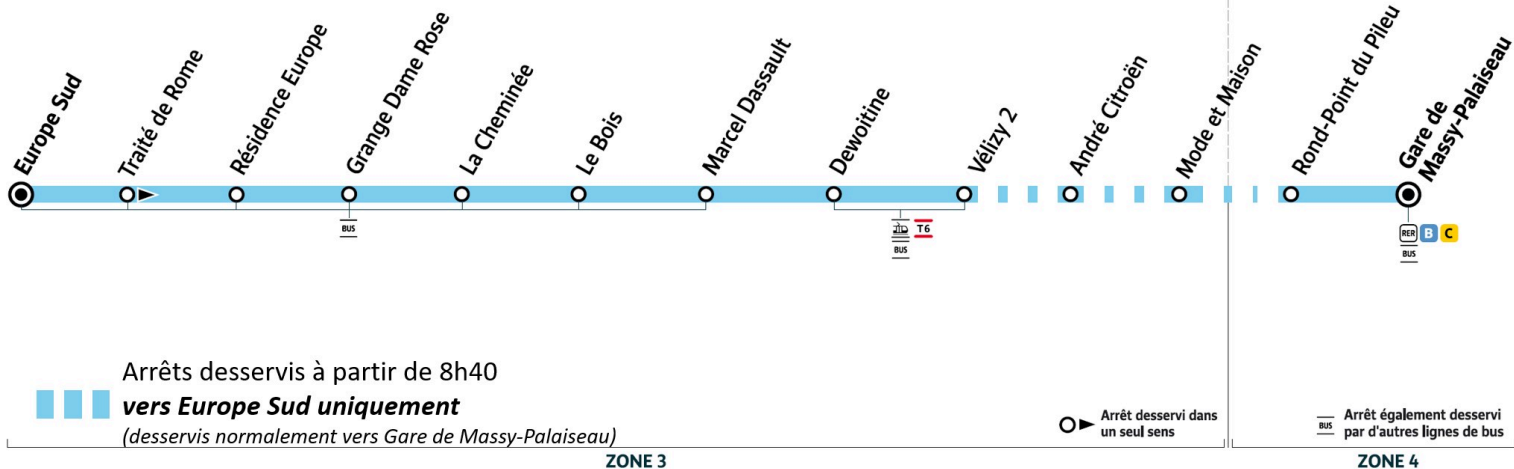 Europe Sud
Traité de Rome
Résidence Europe
Grange Dame Rose
La Cheminée
Le Bois
Marcel Dassault
Dewoitine
Vélizy 2
André Citroën
Mode et Maison
Rond-Point du Pileu
Gare de
Massy-Palaiseau
BUS
T6
BUS
RER B C
BUS
Arrêts desservis à partir de 8h40
vers Europe Sud uniquement
(desservis normalement vers Gare de Massy-Palaiseau)
Arrêt desservi dans
un seul sens
BUS
Arrêt également desservi
par d'autres lignes de bus
ZONE 3
ZONE 4